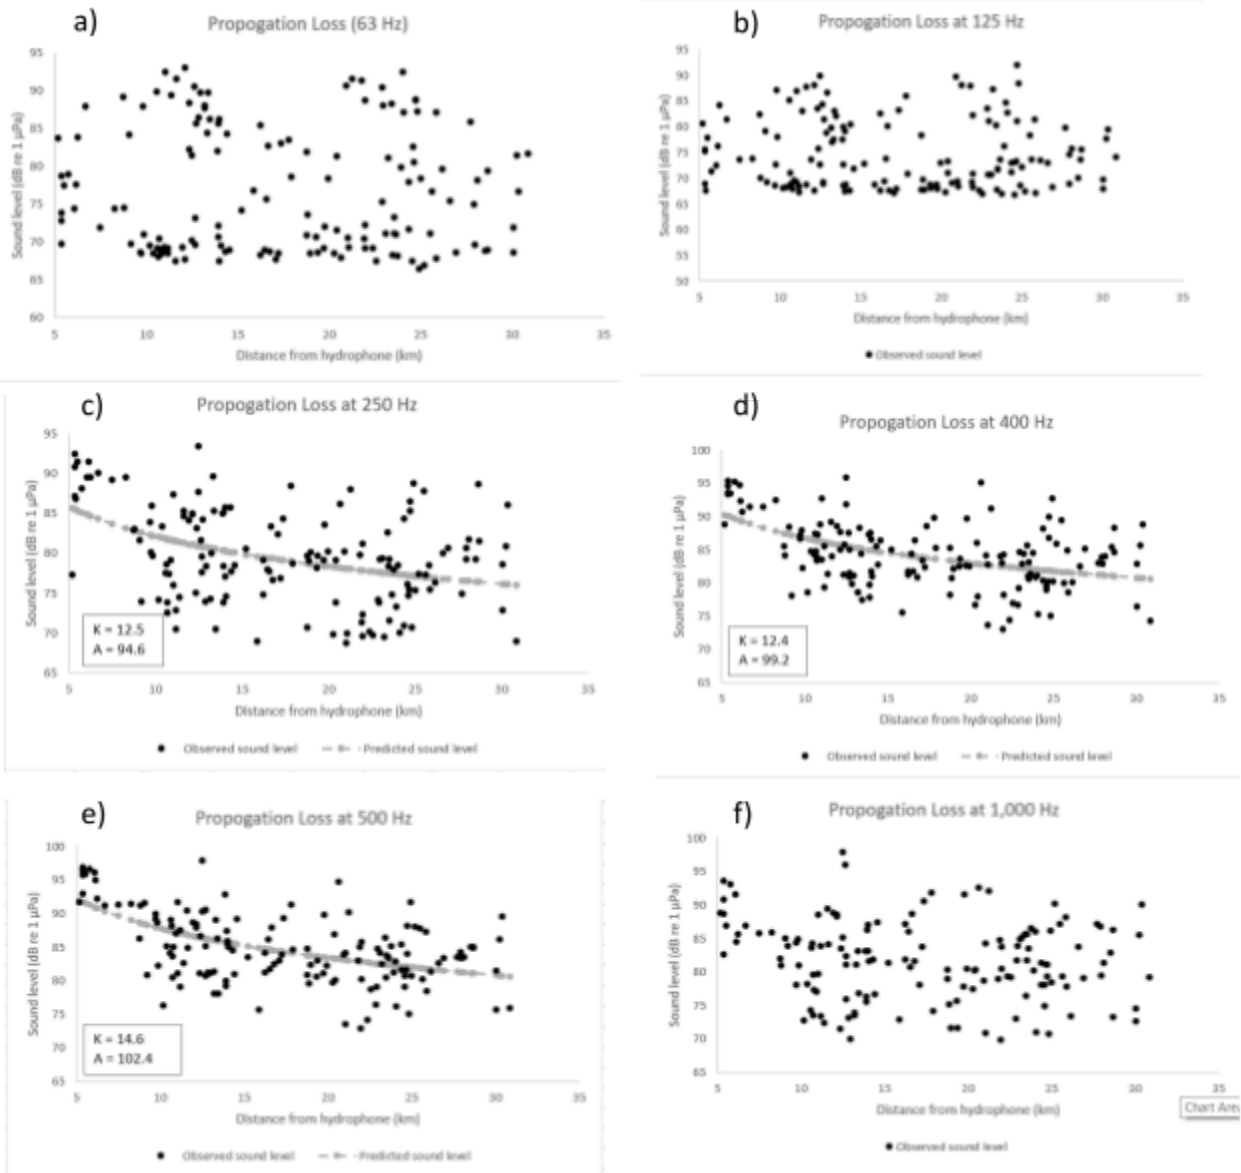 a)
Propogation Loss (63 Hz)
95
90
85
80
75
70
65
60
Sound level (dB re 1 µPa)
5 10 15 20 25 30 35
Distance from hydrophone (km)
b)
Propogation Loss at 125 Hz
95
90
85
80
75
70
65
60
55
50
Sound level (dB re 1 µPa)
5 10 15 20 25 30 35
Distance from hydrophone (km)
Observed sound level
c)
Propogation Loss at 250 Hz
95
90
85
80
75
70
65
Sound level (dB re 1 µPa)
K = 12.5
A = 94.6
5 10 15 20 25 30 35
Distance from hydrophone (km)
Observed sound level Predicted sound level
d)
Propogation Loss at 400 Hz
100
95
90
85
80
75
70
65
Sound level (dB re 1 µPa)
K = 12.4
A = 99.2
5 10 15 20 25 30 35
Distance from hydrophone (km)
Observed sound level Predicted sound level
e)
Propogation Loss at 500 Hz
100
95
90
85
80
75
70
65
Sound level (dB re 1 µPa)
K = 14.6
A = 102.4
5 10 15 20 25 30 35
Distance from hydrophone (km)
Observed sound level Predicted sound level
f)
Propogation Loss at 1,000 Hz
100
95
90
85
80
75
70
65
Sound level (dB re 1 µPa)
5 10 15 20 25 30 35
Distance from hydrophone (km)
Chart Area
Observed sound level